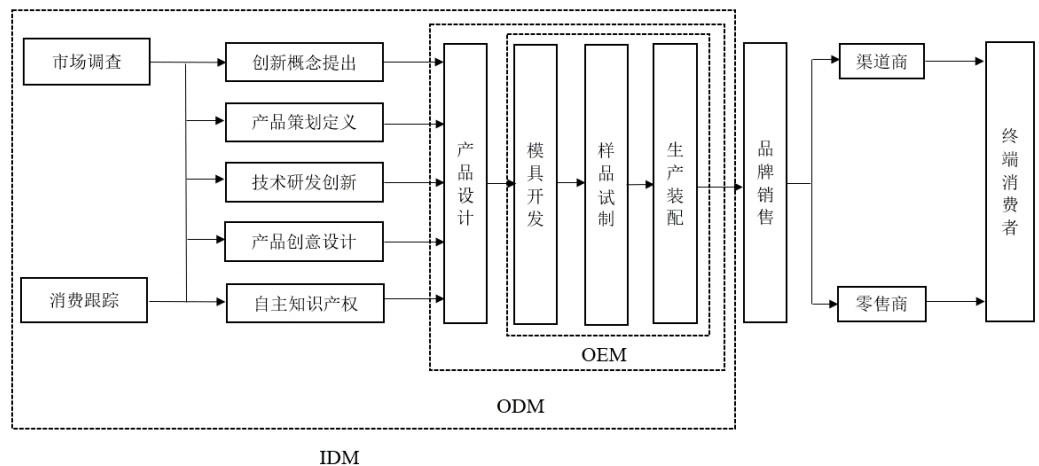 市场调查
消费跟踪
创新概念提出
产品策划定义
技术研发创新
产品创意设计
自主知识产权
产品设计
模具开发
样品试制
生产装配
OEM
ODM
IDM
品牌销售
渠道商
零售商
终端消费者